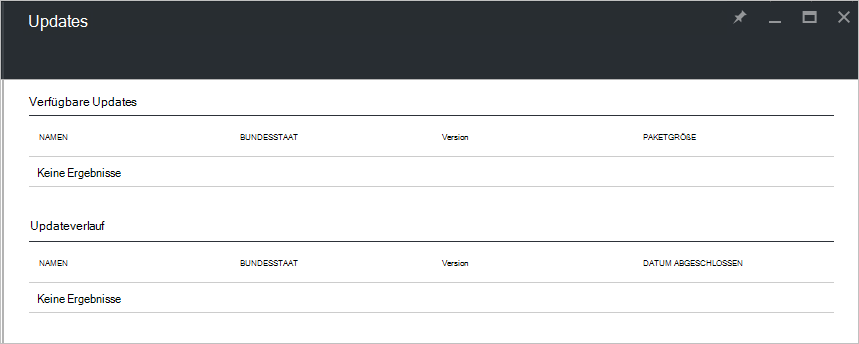 Updates
Verfügbare Updates
NAMEN BUNDESSTAAT Version PAKETGRÖßE
Keine Ergebnisse
Updateverlauf
NAMEN BUNDESSTAAT Version DATUM ABGESCHLOSSEN
Keine Ergebnisse